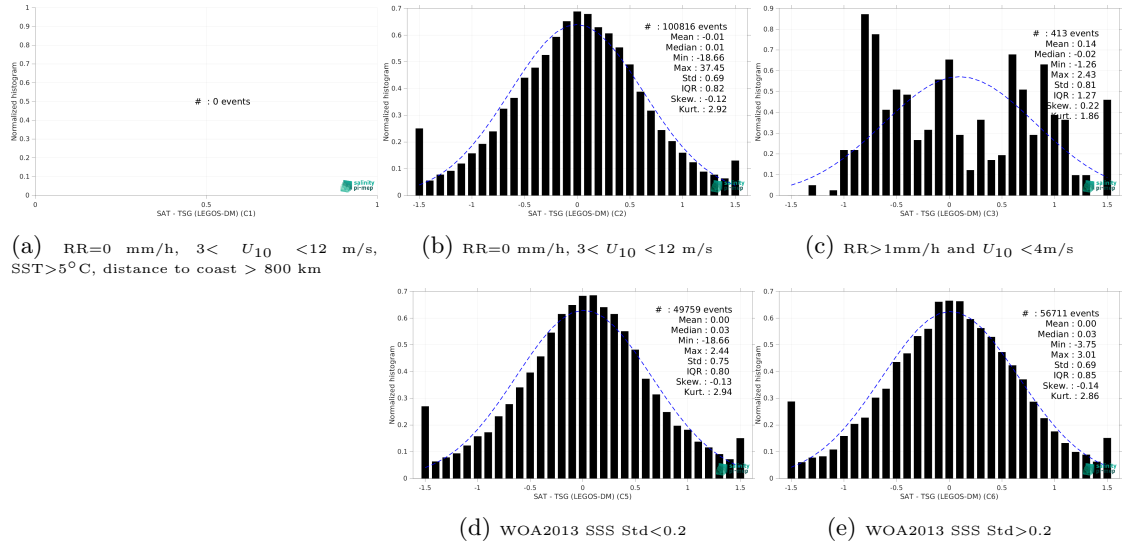 1
0.9
0.8
0.7
0.6
0.5
0.4
0.3
0.2
0.1
0
Normalized histogram
# : 0 events
0 0.5 1
SAT - TSG (LEGOS-DM) (C1)
salinity
pi-mep
(a) RR=0 mm/h, 3< U10 <12 m/s,
SST>5°C, distance to coast > 800 km
0.7
0.6
0.5
0.4
0.3
0.2
0.1
0
Normalized histogram
# : 100816 events
Mean : -0.01
Median : 0.01
Min : -18.66
Max : 37.45
Std : 0.69
IQR : 0.82
Skew. : -0.12
Kurt. : 2.92
-1.5 -1 -0.5 0 0.5 1 1.5
SAT - TSG (LEGOS-DM) (C2)
salinity
pi-mep
(b) RR=0 mm/h, 3< U10 <12 m/s
0.9
0.8
0.7
0.6
0.5
0.4
0.3
0.2
0.1
0
Normalized histogram
# : 413 events
Mean : 0.14
Median : -0.02
Min : -1.26
Max : 2.43
Std : 0.81
IQR : 1.27
Skew. : 0.22
Kurt. : 1.86
-1.5 -1 -0.5 0 0.5 1 1.5
SAT - TSG (LEGOS-DM) (C3)
salinity
pi-mep
(c) RR>1mm/h and U10 <4m/s
0.7
0.6
0.5
0.4
0.3
0.2
0.1
0
Normalized histogram
# : 49759 events
Mean : 0.00
Median : 0.03
Min : -18.66
Max : 2.44
Std : 0.75
IQR : 0.80
Skew. : -0.13
Kurt. : 2.94
-1.5 -1 -0.5 0 0.5 1 1.5
SAT - TSG (LEGOS-DM) (C5)
salinity
pi-mep
(d) WOA2013 SSS Std<0.2
0.7
0.6
0.5
0.4
0.3
0.2
0.1
0
Normalized histogram
# : 56711 events
Mean : 0.00
Median : 0.03
Min : -3.75
Max : 3.01
Std : 0.69
IQR : 0.85
Skew. : -0.14
Kurt. : 2.86
-1.5 -1 -0.5 0 0.5 1 1.5
SAT - TSG (LEGOS-DM) (C6)
salinity
pi-mep
(e) WOA2013 SSS Std>0.2